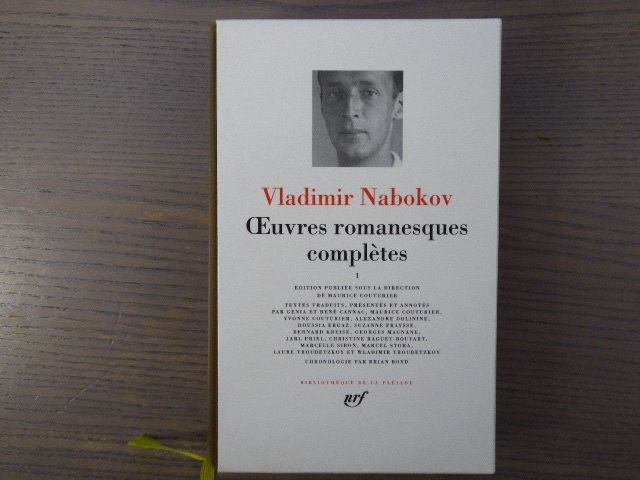 Vladimir Nabokov
Œuvres romanesques
complètes
I
ÉDITION PUBLIÉE SOUS LA DIRECTION
DE MAURICE COUTURIER
TEXTES TRADUITS, PRÉSENTÉS ET ANNOTÉS
PAR GENIA ET RENÉ CANNAC, MAURICE COUTURIER,
YVONNE COUTURIER, ALEXANDRE DOLININE,
DOUSSIA ERGAZ, SUZANNE FRAYSSE,
BERNARD KREISE, GEORGES MAGNANE,
JARL PRIEL, CHRISTINE RAGUET-BOUVART,
MARCELLE SIBON, MARCEL STORA,
LAURE TROUBETZKOY ET WLADIMIR TROUBETZKOY
CHRONOLOGIE PAR BRIAN BOYD
BIBLIOTHÈQUE DE LA PLÉIADE
nrf